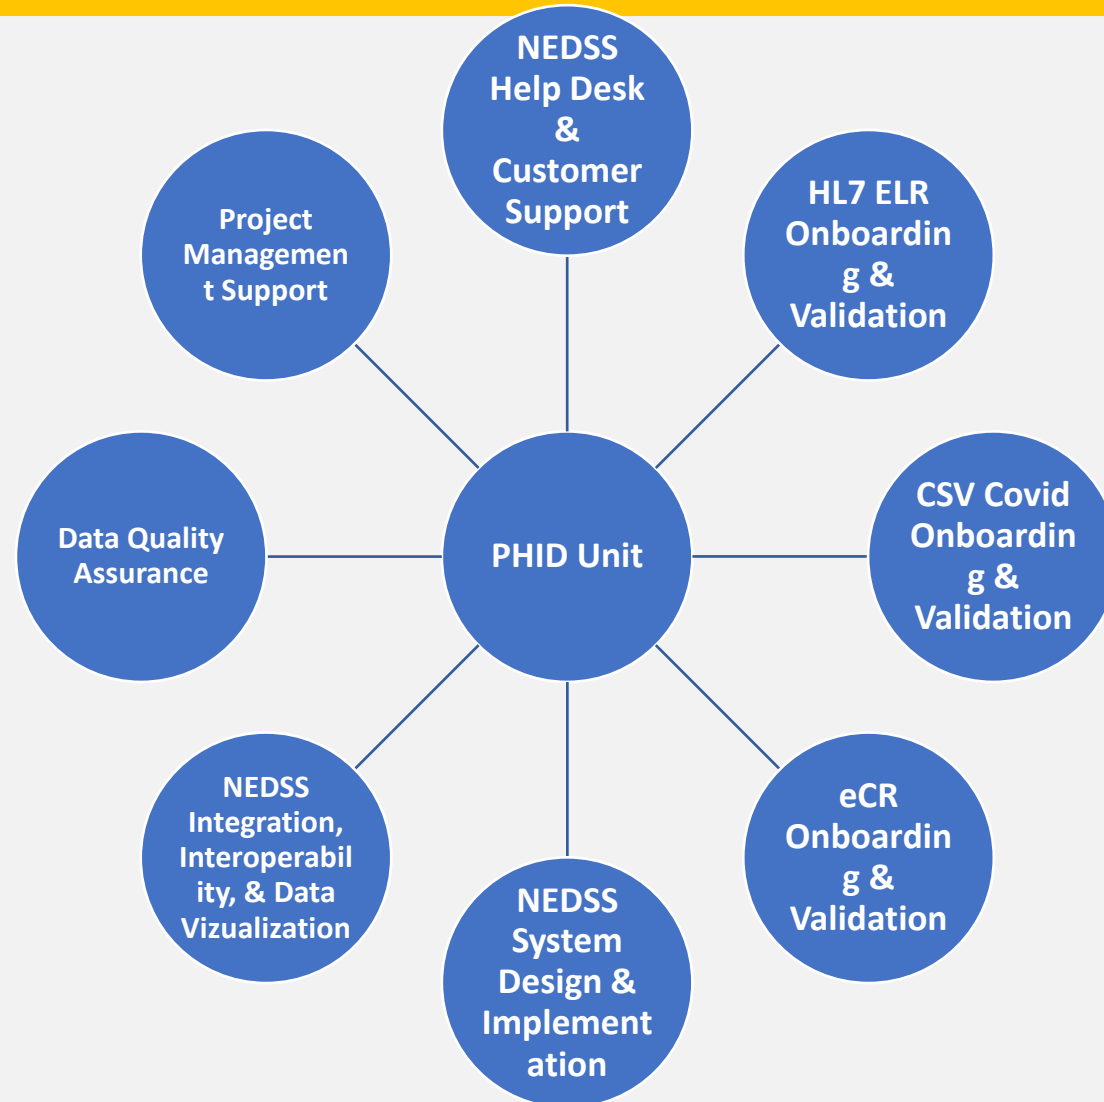 NEDSS
Help Desk
&
Customer
Support
HL7 ELR
Onboardin
g &
Validation
CSV Covid
Onboardin
g &
Validation
eCR
Onboardin
g &
Validation
NEDSS
System
Design &
Implement
ation
NEDSS
Integration,
Interoperabil
ity, & Data
Vizualization
Data Quality
Assurance
Project
Managemen
t Support
PHID Unit